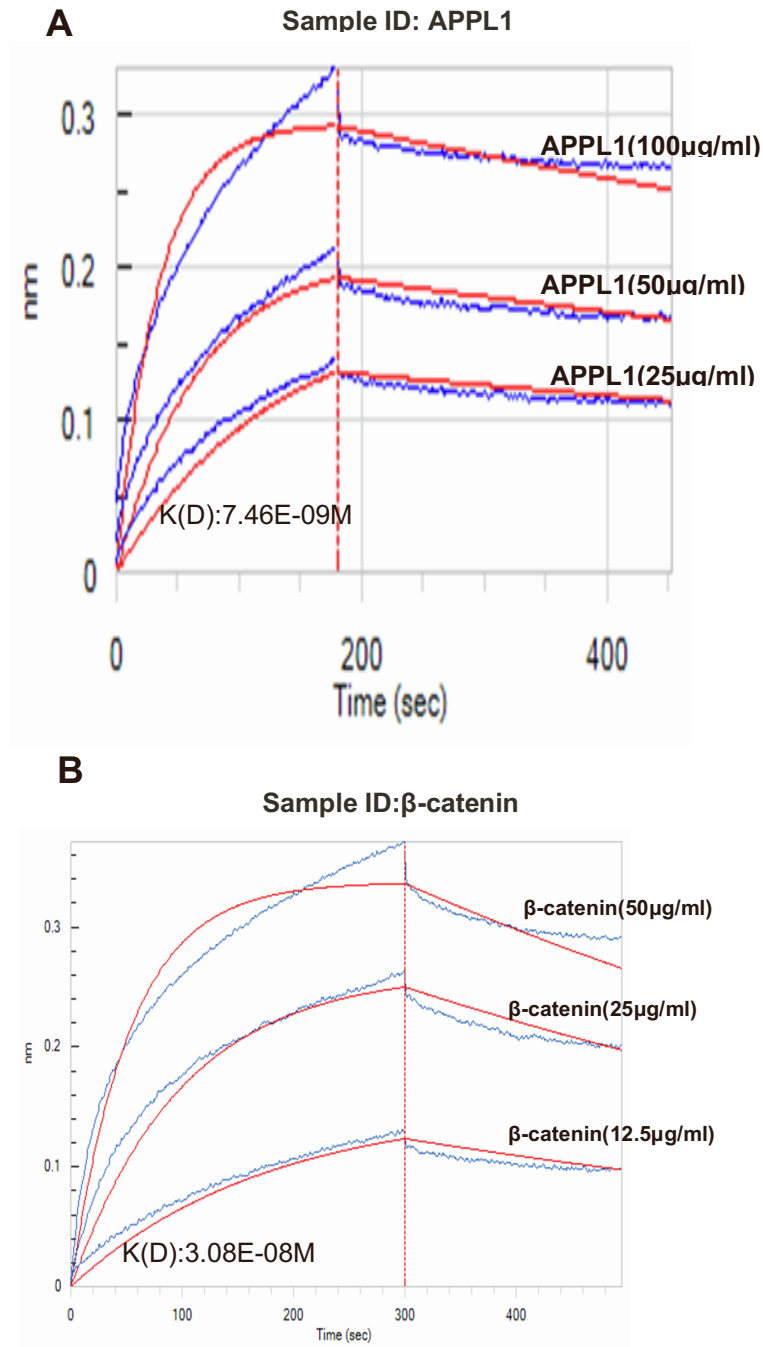 A
Sample ID: APPL1
0.3
APPL1(100μg/ml)
0.2
APPL1(50μg/ml)
nm
APPL1(25μg/ml)
0.1
K(D):7.46E-09M
0
0 200 400
Time (sec)
B
Sample ID:β-catenin
β-catenin(50μg/ml)
0.3
β-catenin(25μg/ml)
0.2
nm
β-catenin(12.5μg/ml)
0.1
K(D):3.08E-08M
0
0 100 200 300 400
Time (sec)